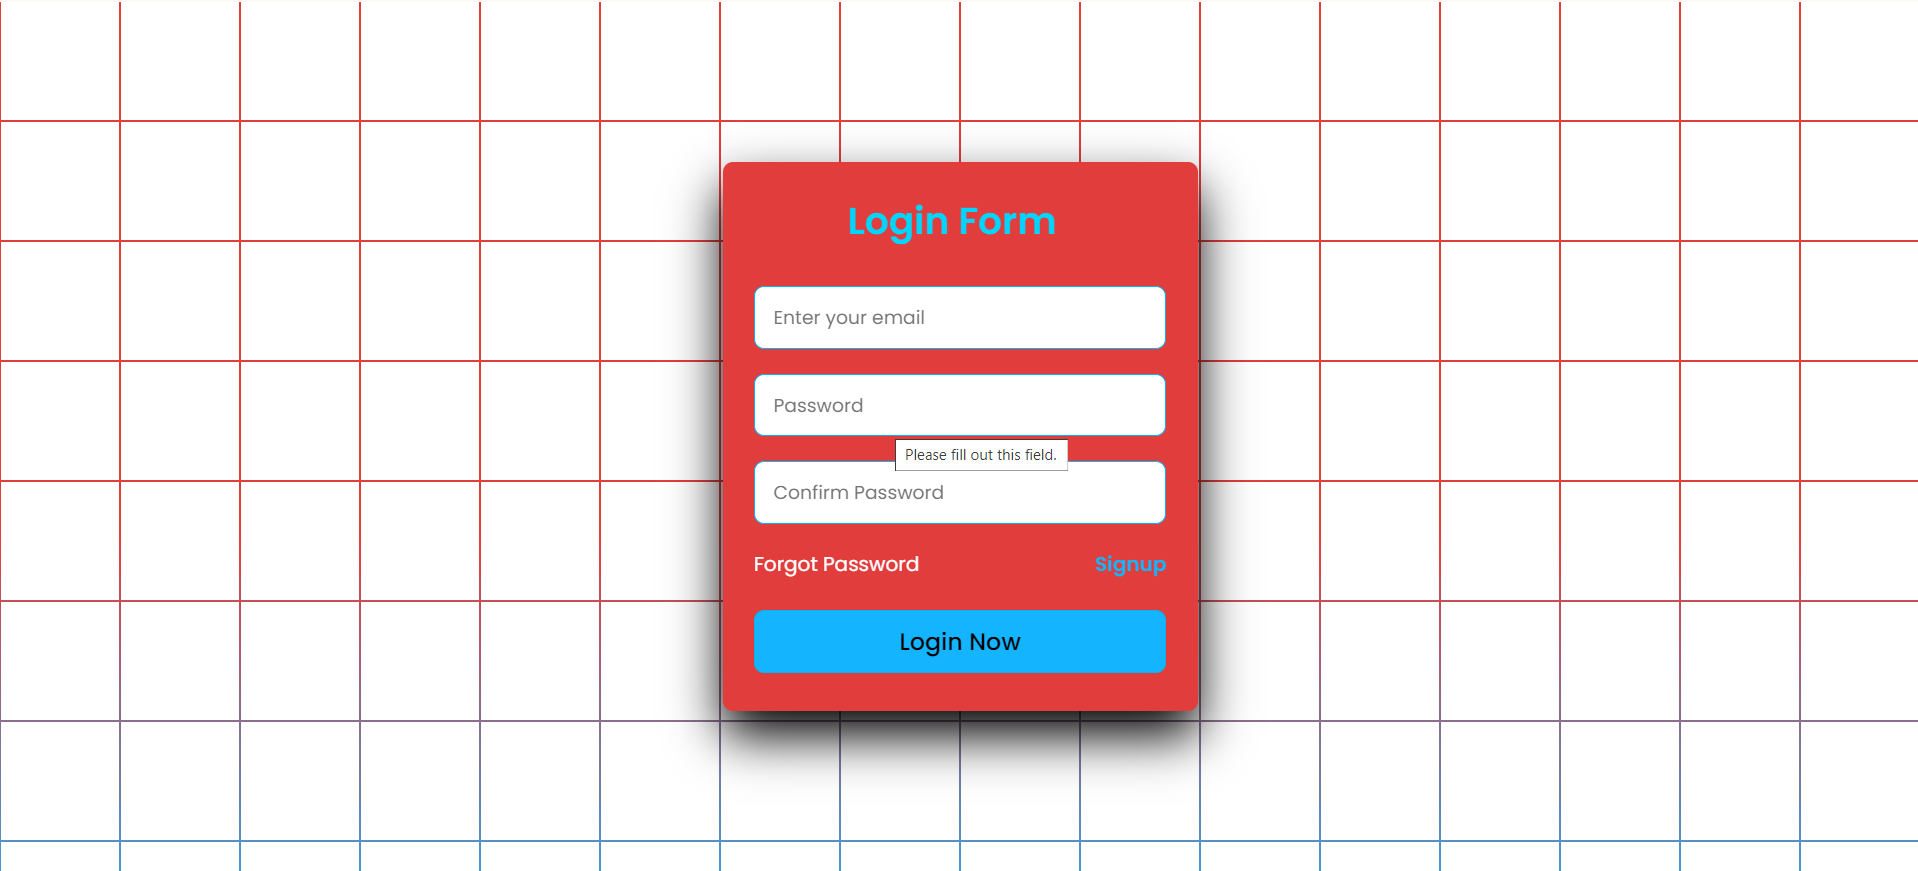 Login Form
Enter your email
Password
Please fill out this field.
Confirm Password
Forgot Password
Signup
Login Now